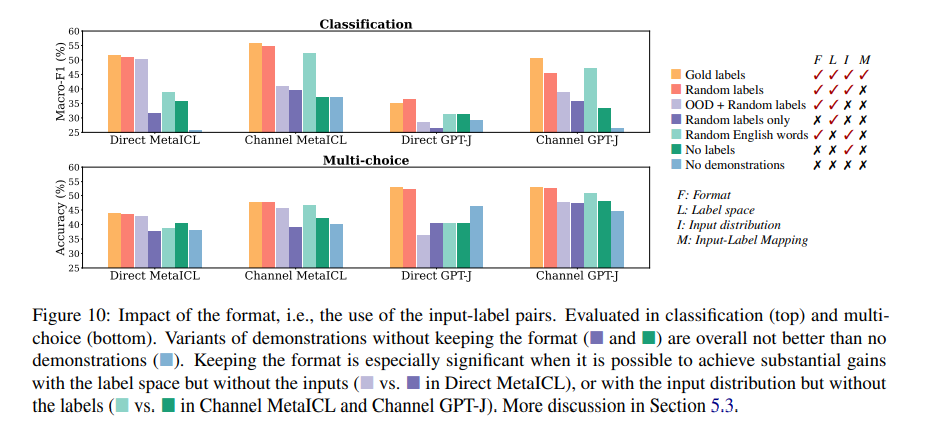 Classification
Macro-F1 (%)
60
55
50
45
40
35
30
25
Direct MetaICL Channel MetaICL Direct GPT-J Channel GPT-J
Multi-choice
Accuracy (%)
60
55
50
45
40
35
30
25
Direct MetaICL Channel MetaICL Direct GPT-J Channel GPT-J
F L I M
Gold labels ✓ ✓ ✓ ✓
Random labels ✓ ✓ ✓ ✗
OOD + Random labels ✓ ✓ ✗ ✗
Random labels only ✗ ✓ ✗ ✗
Random English words ✓ ✗ ✓ ✗
No labels ✗ ✗ ✓ ✗
No demonstrations ✗ ✗ ✗ ✗
F: Format
L: Label space
I: Input distribution
M: Input-Label Mapping
Figure 10: Impact of the format, i.e., the use of the input-label pairs. Evaluated in classification (top) and multi-
choice (bottom). Variants of demonstrations without keeping the format (■ and ■) are overall not better than no
demonstrations (■). Keeping the format is especially significant when it is possible to achieve substantial gains
with the label space but without the inputs (■ vs. ■ in Direct MetaICL), or with the input distribution but without
the labels (■ vs. ■ in Channel MetaICL and Channel GPT-J). More discussion in Section 5.3.